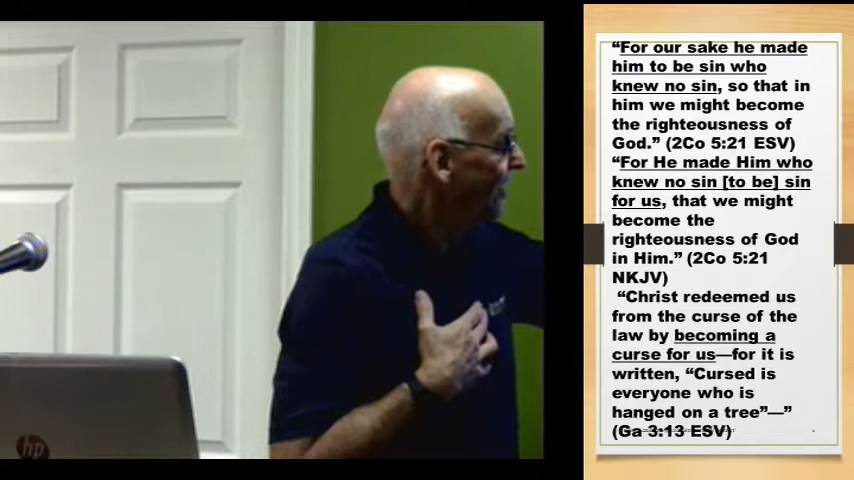 “For our sake he made
him to be sin who
knew no sin, so that in
him we might become
the righteousness of
God.” (2Co 5:21 ESV)
“For He made Him who
knew no sin [to be] sin
for us, that we might
become the
righteousness of God
in Him.” (2Co 5:21
NKJV)
“Christ redeemed us
from the curse of the
law by becoming a
curse for us—for it is
written, “Cursed is
everyone who is
hanged on a tree”—”
(Ga 3:13 ESV)
hp